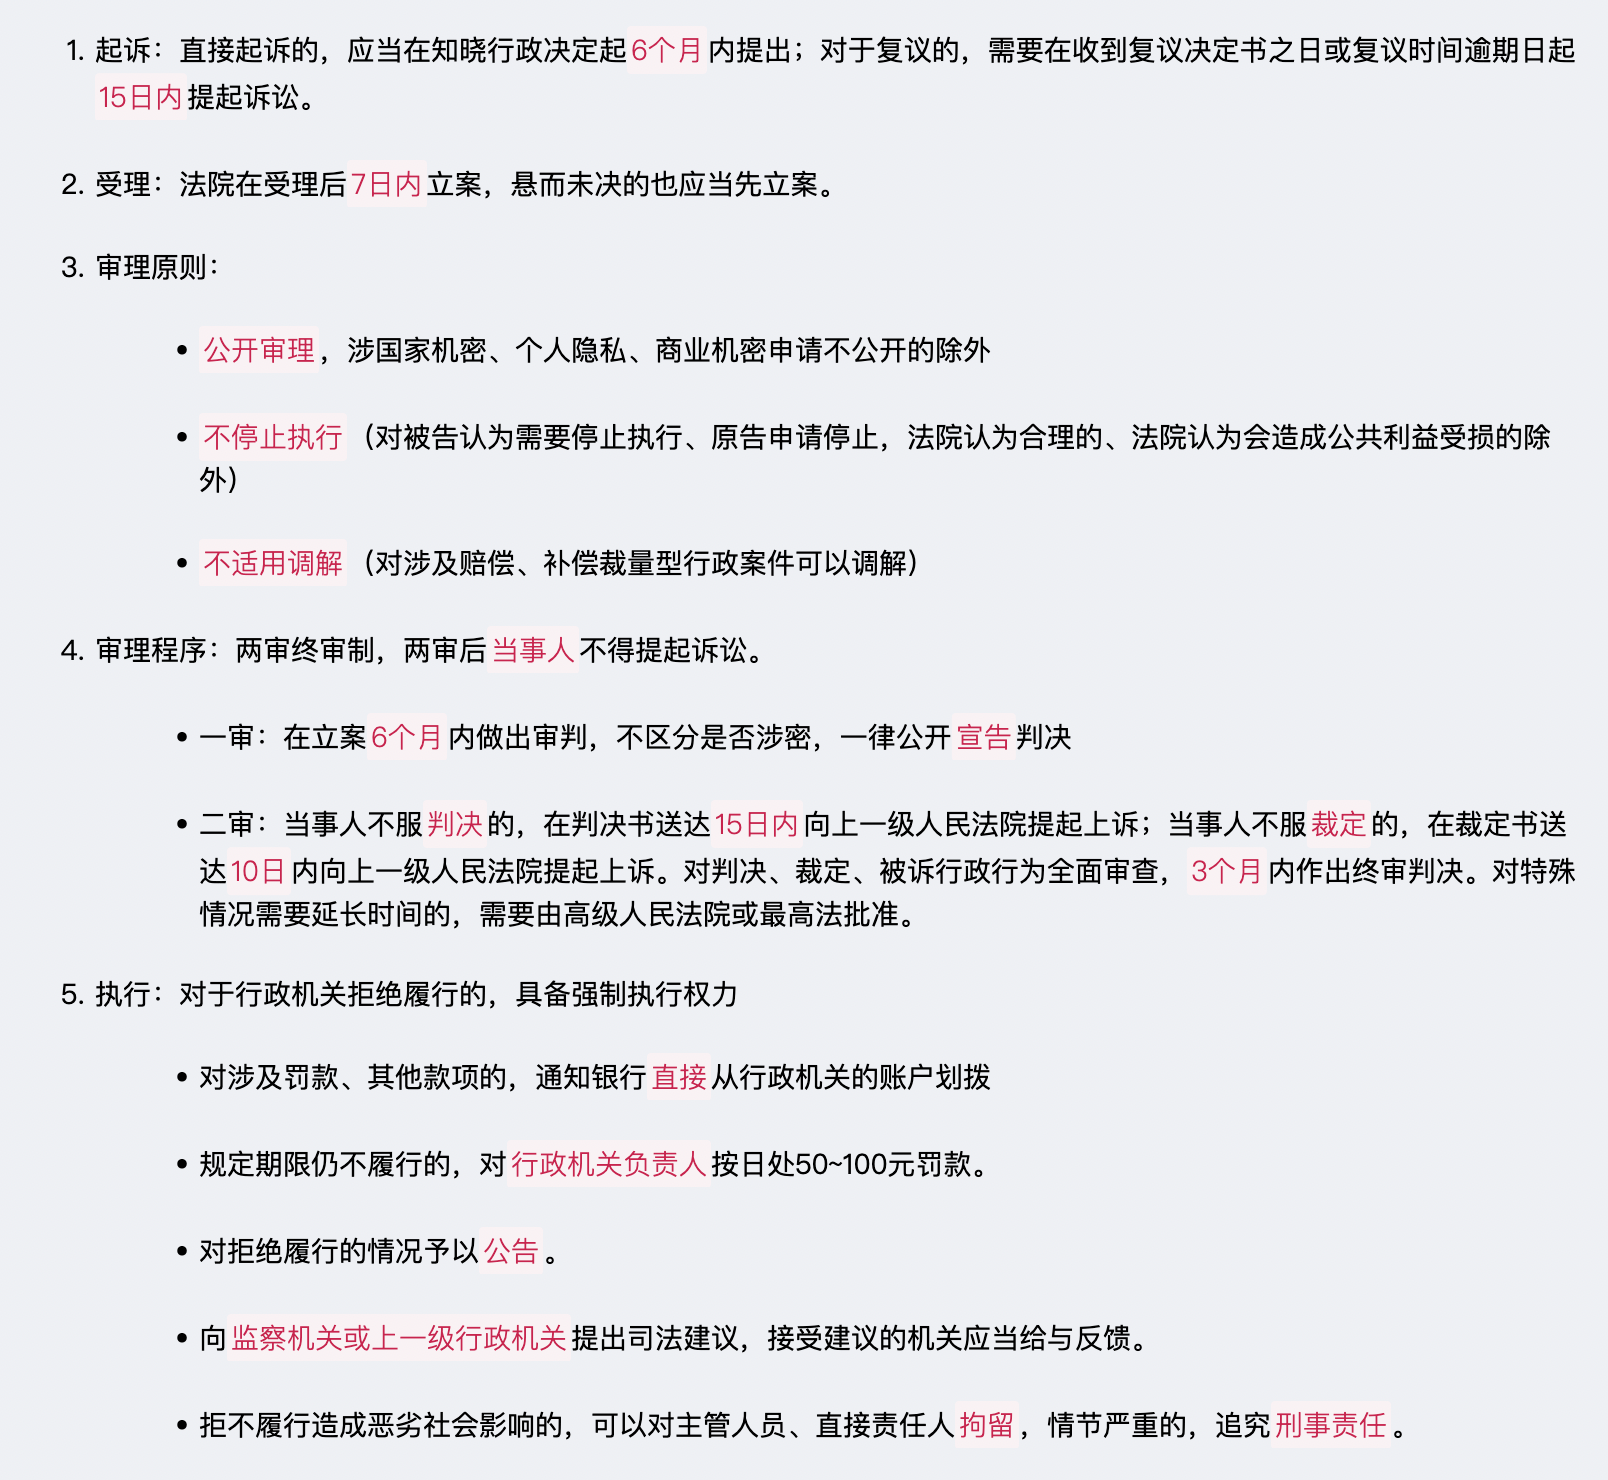 1. 起诉：直接起诉的，应当在知晓行政决定起6个月内提出；对于复议的，需要在收到复议决定书之日或复议时间逾期日起
15日内提起诉讼。
2. 受理：法院在受理后7日内立案，悬而未决的也应当先立案。
3. 审理原则：
• 公开审理，涉国家机密、个人隐私、商业机密申请不公开的除外
• 不停止执行（对被告认为需要停止执行、原告申请停止，法院认为合理的、法院认为会造成公共利益受损的除
外）
• 不适用调解（对涉及赔偿、补偿裁量型行政案件可以调解）
4. 审理程序：两审终审制，两审后当事人不得提起诉讼。
• 一审：在立案6个月内做出审判，不区分是否涉密，一律公开宣告判决
• 二审：当事人不服判决的，在判决书送达15日内向上一级人民法院提起上诉；当事人不服裁定的，在裁定书送
达10日内向上一级人民法院提起上诉。对判决、裁定、被诉行政行为全面审查，3个月内作出终审判决。对特殊
情况需要延长时间的，需要由高级人民法院或最高法批准。
5. 执行：对于行政机关拒绝履行的，具备强制执行权力
• 对涉及罚款、其他款项的，通知银行直接从行政机关的账户划拨
• 规定期限仍不履行的，对行政机关负责人按日处50~100元罚款。
• 对拒绝履行的情况予以公告。
• 向监察机关或上一级行政机关提出司法建议，接受建议的机关应当给与反馈。
• 拒不履行造成恶劣社会影响的，可以对主管人员、直接责任人拘留，情节严重的，追究刑事责任。